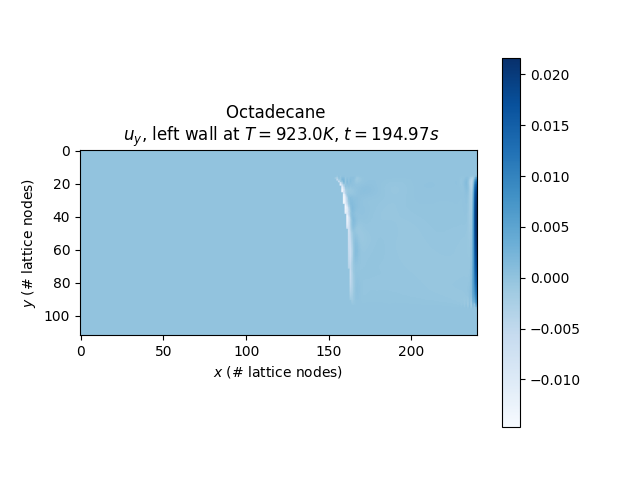 Octadecane
u_y, left wall at T = 923.0K, t = 194.97s
0
20
40
60
80
100
y (# lattice nodes)
0 50 100 150 200
x (# lattice nodes)
0.020
0.015
0.010
0.005
0.000
−0.005
−0.010